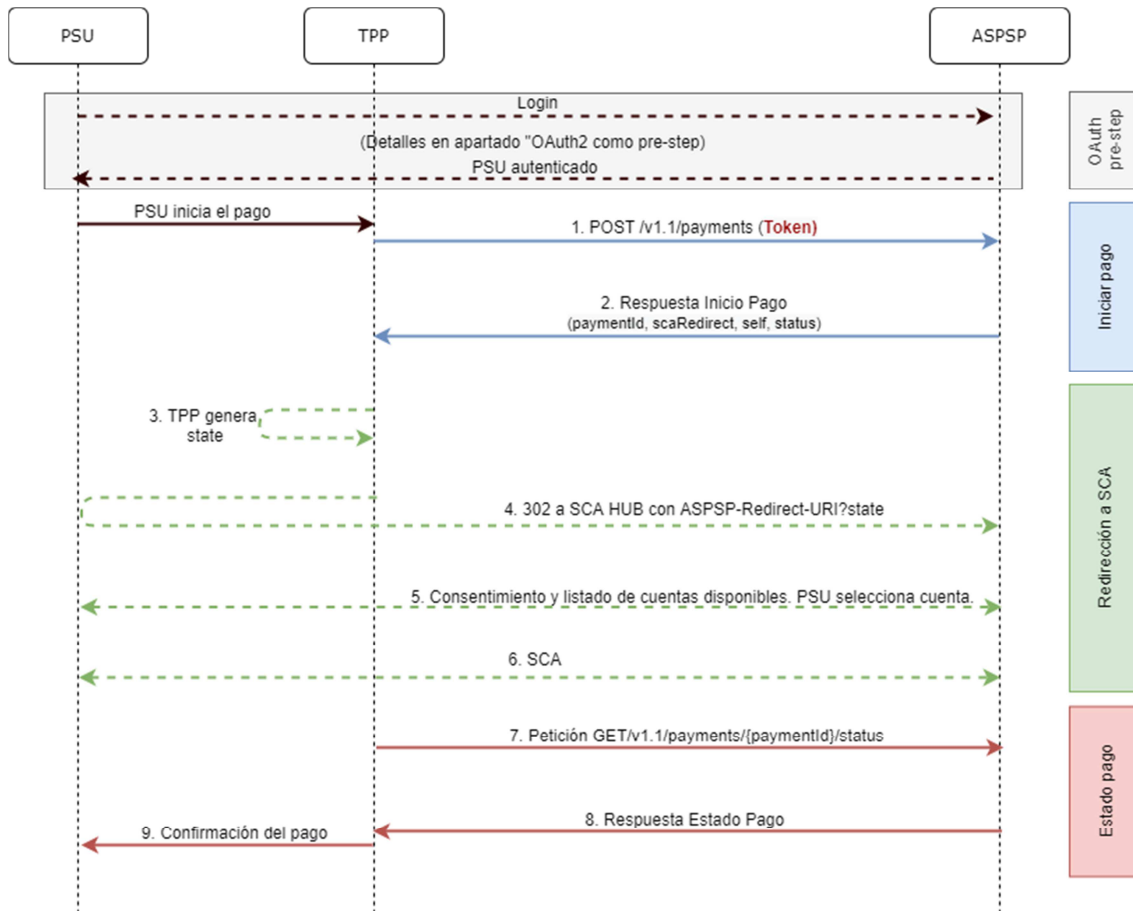 PSU
TPP
ASPSP
Login
(Detalles en apartado "OAuth2 como pre-step)
PSU autenticado
OAuth
pre-step
PSU inicia el pago
1. POST /v1.1/payments (Token)
2. Respuesta Inicio Pago
(paymentId, scaRedirect, self, status)
Iniciar pago
3. TPP genera
state
4. 302 a SCA HUB con ASPSP-Redirect-URI?state
5. Consentimiento y listado de cuentas disponibles. PSU selecciona cuenta.
6. SCA
Redirección a SCA
7. Petición GET/v1.1/payments/{paymentId}/status
8. Respuesta Estado Pago
9. Confirmación del pago
Estado pago